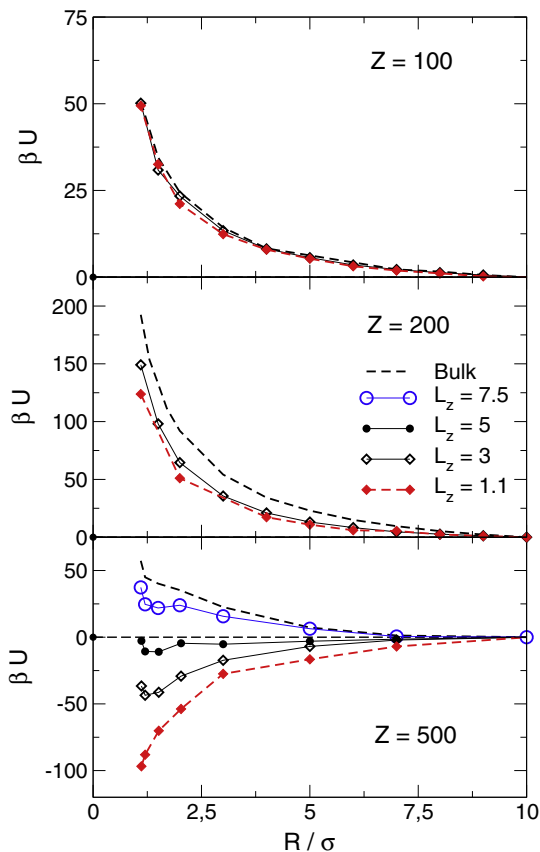 75
50
25
0
β U
Z = 100
200
150
100
50
0
β U
Z = 200
Bulk
L_z = 7.5
L_z = 5
L_z = 3
L_z = 1.1
50
0
-50
-100
β U
Z = 500
0 2,5 5 7,5 10
R / σ